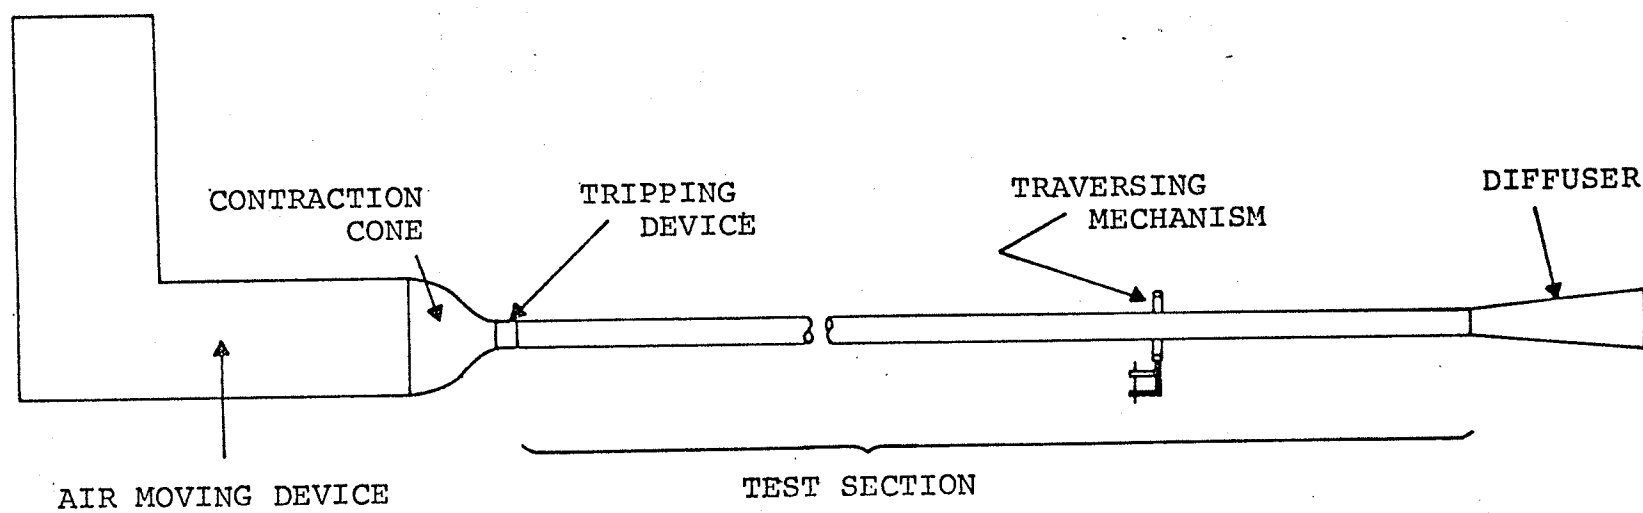 CONTRACTION
CONE
TRIPPING
DEVICE
TRAVERSING
MECHANISM
DIFFUSER
AIR MOVING DEVICE
TEST SECTION